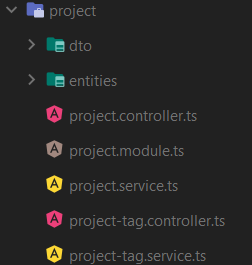 project
dto
entities
project.controller.ts
project.module.ts
project.service.ts
project-tag.controller.ts
project-tag.service.ts